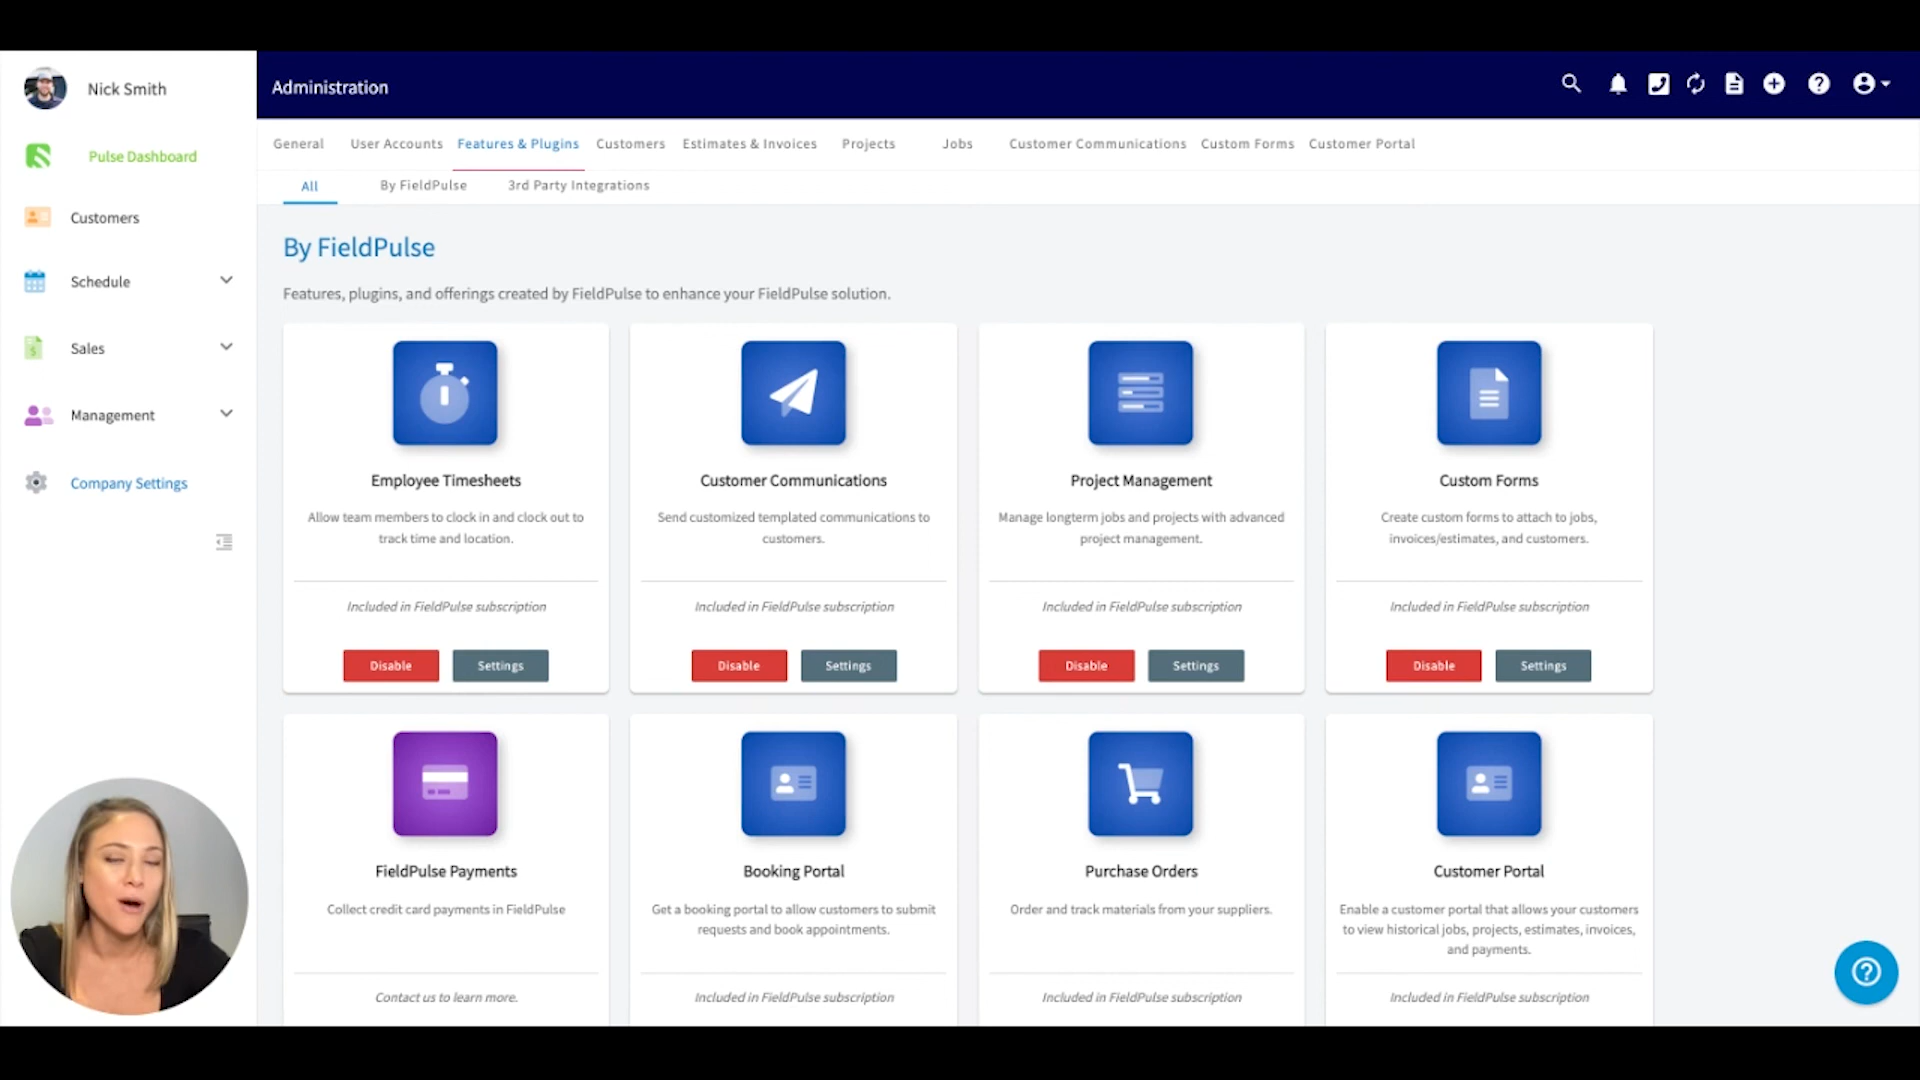 Nick Smith
Administration
Pulse Dashboard
Customers
Schedule
Sales
Management
Company Settings
General User Accounts Features & Plugins Customers Estimates & Invoices Projects Jobs Customer Communications Custom Forms Customer Portal
All By FieldPulse 3rd Party Integrations
By FieldPulse
Features, plugins, and offerings created by FieldPulse to enhance your FieldPulse solution.
Employee Timesheets
Allow team members to clock in and clock out to
track time and location.
Included in FieldPulse subscription
Disable Settings
Customer Communications
Send customized templated communications to
customers.
Included in FieldPulse subscription
Disable Settings
Project Management
Manage longterm jobs and projects with advanced
project management.
Included in FieldPulse subscription
Disable Settings
Custom Forms
Create custom forms to attach to jobs,
invoices/estimates, and customers.
Included in FieldPulse subscription
Disable Settings
FieldPulse Payments
Collect credit card payments in FieldPulse
Contact us to learn more.
Booking Portal
Get a booking portal to allow customers to submit
requests and book appointments.
Included in FieldPulse subscription
Purchase Orders
Order and track materials from your suppliers.
Included in FieldPulse subscription
Customer Portal
Enable a customer portal that allows your customers
to view historical jobs, projects, estimates, invoices,
and payments.
Included in FieldPulse subscription